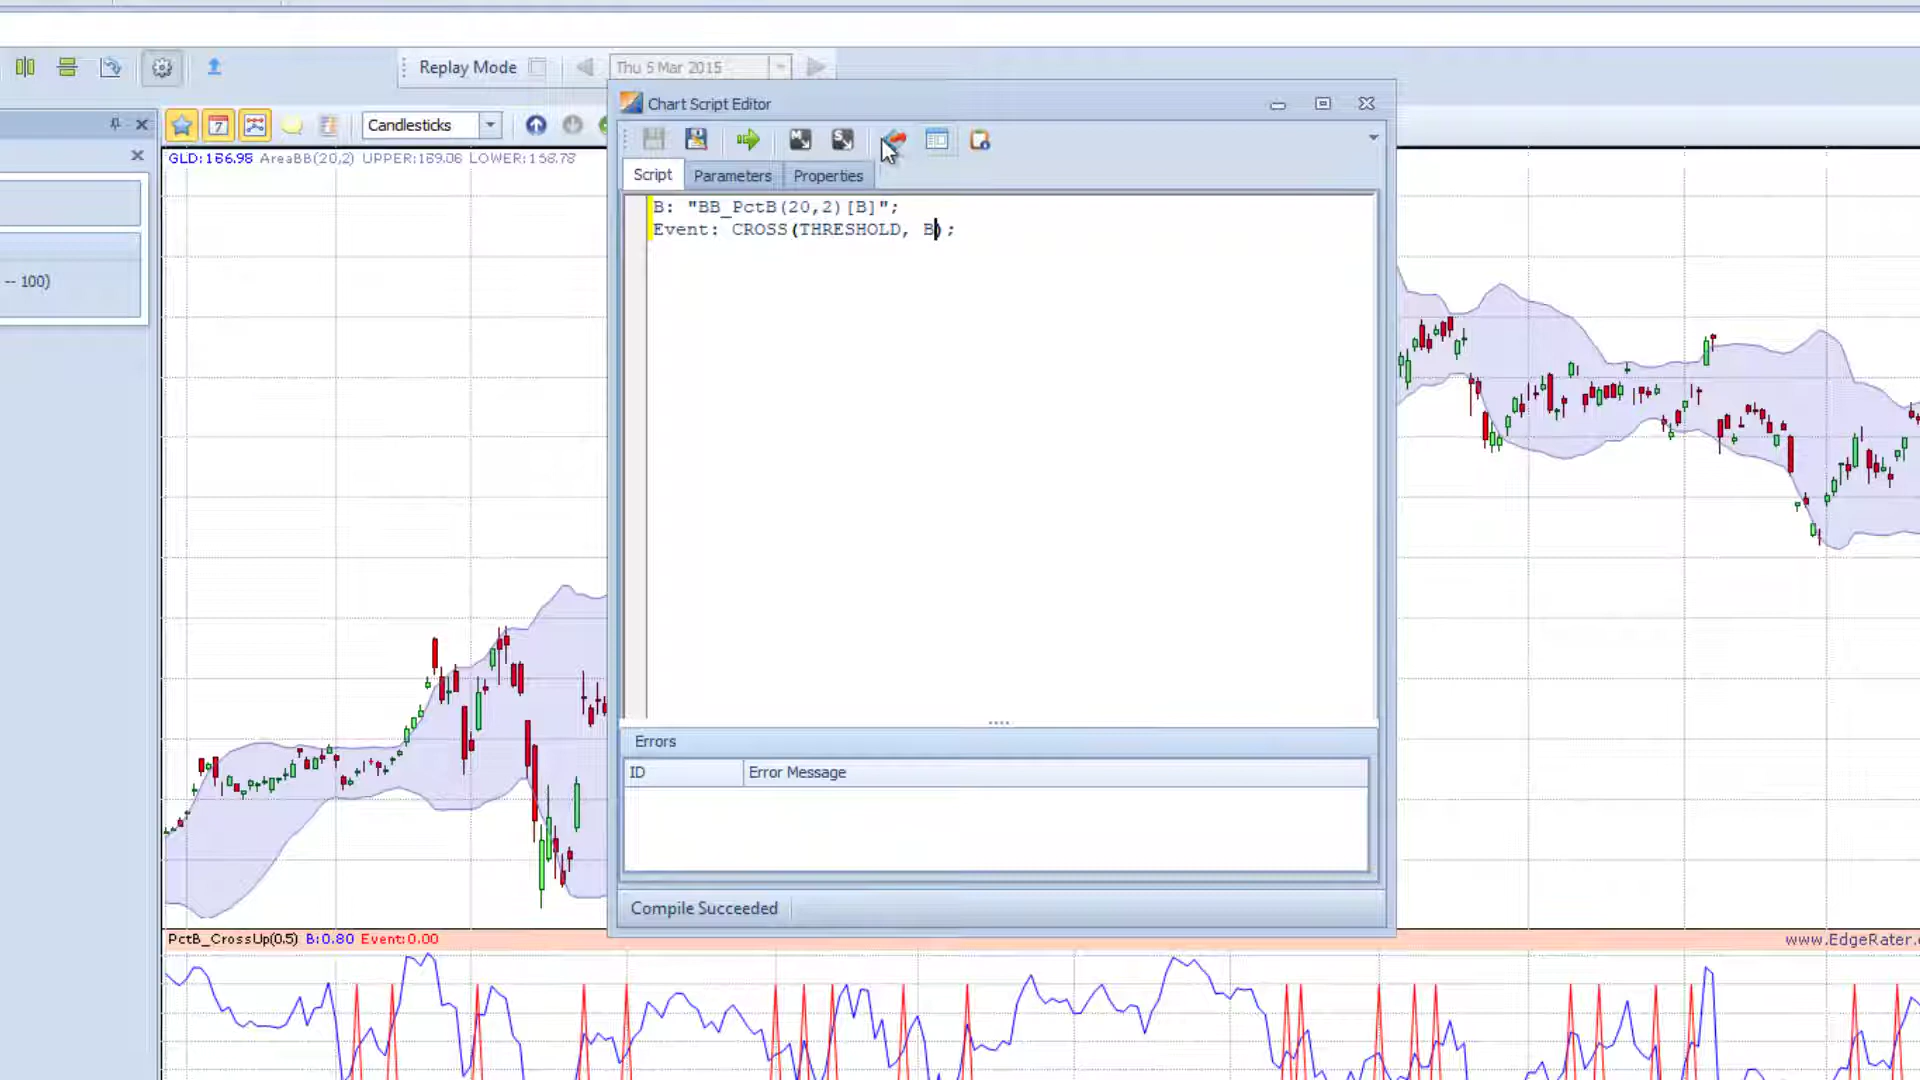 Replay Mode
Thu 5 Mar 2015
Chart Script Editor
7
Candlesticks
M
S
GLD:166.98 AreaBB(20,2) UPPER:169.06 LOWER:158.78
Script
Parameters
Properties
B: "BB_PctB(20,2)[B]";
Event: CROSS(THRESHOLD, B);
-- 100)
Errors
ID
Error Message
Compile Succeeded
PctB_CrossUp(0.5) B:0.80 Event:0.00
www.EdgeRater.c